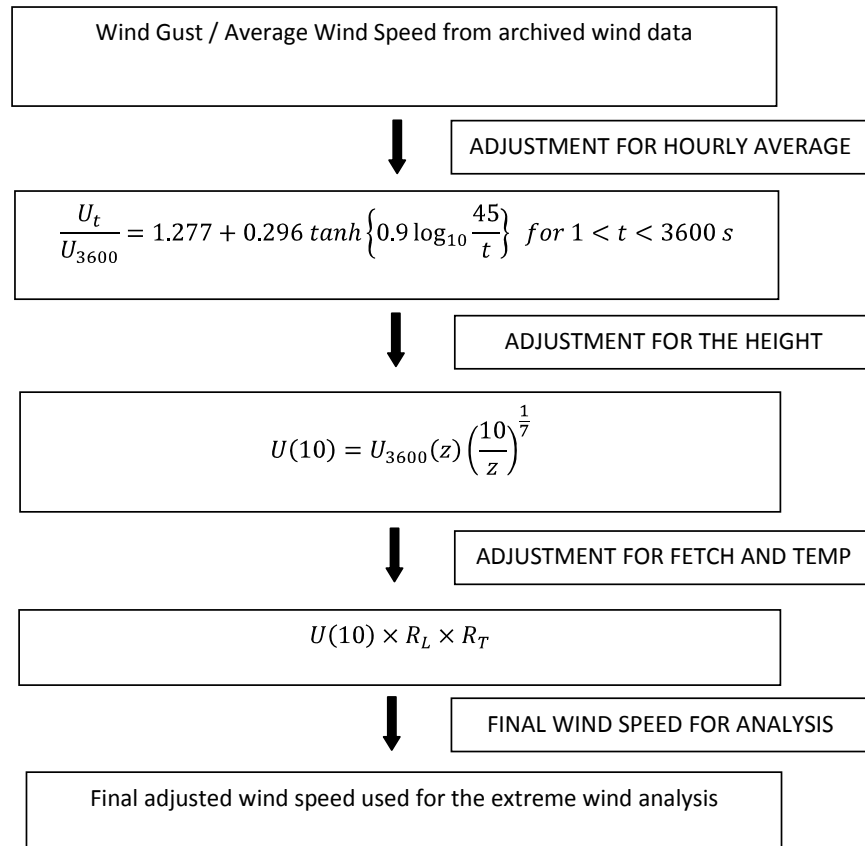 Wind Gust / Average Wind Speed from archived wind data
ADJUSTMENT FOR HOURLY AVERAGE
U_t / U_3600 = 1.277 + 0.296 tanh{0.9 log_10 45/t} for 1 < t < 3600 s
ADJUSTMENT FOR THE HEIGHT
U(10) = U_3600(z) (10/z)^(1/7)
ADJUSTMENT FOR FETCH AND TEMP
U(10) × R_L × R_T
FINAL WIND SPEED FOR ANALYSIS
Final adjusted wind speed used for the extreme wind analysis